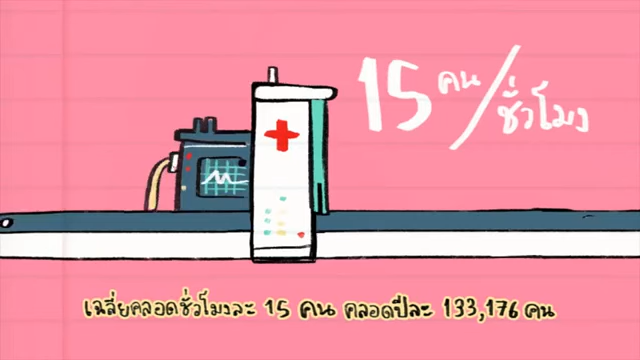 15 คน/ชั่วโมง
เฉลี่ยคลอดชั่วโมงละ 15 คน คลอดปีละ 133,176 คน